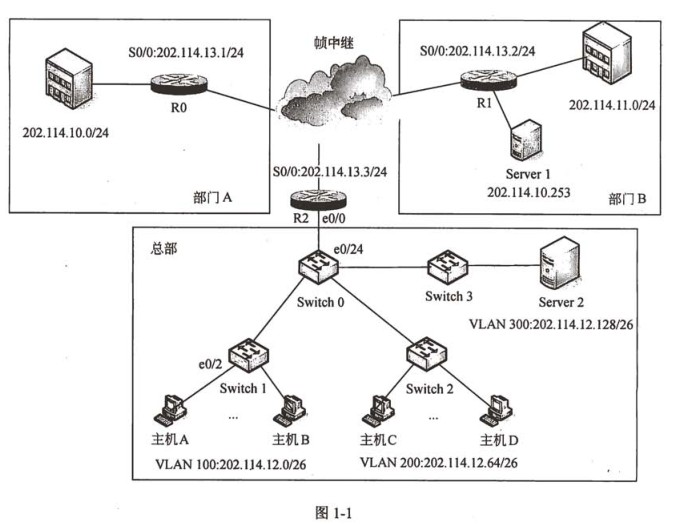 帧中继
S0/0:202.114.13.1/24
S0/0:202.114.13.2/24
R0
R1
202.114.10.0/24
202.114.11.0/24
Server 1
202.114.10.253
部门A
部门B
S0/0:202.114.13.3/24
R2
e0/0
总部
e0/24
Switch 0
Switch 3
Server 2
VLAN 300:202.114.12.128/26
e0/2
Switch 1
Switch 2
...
...
主机A
主机B
主机C
主机D
VLAN 100:202.114.12.0/26
VLAN 200:202.114.12.64/26
图 1-1